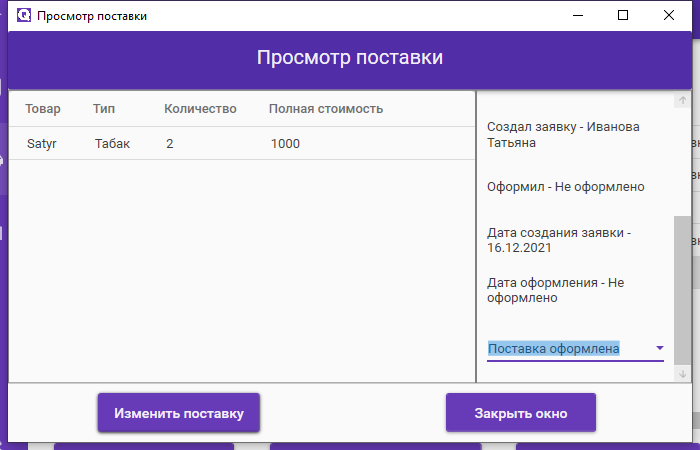 Просмотр поставки
Просмотр поставки
Товар Тип Количество Полная стоимость
Satyr Табак 2 1000
Создал заявку - Иванова
Татьяна
Оформил - Не оформлено
Дата создания заявки -
16.12.2021
Дата оформления - Не
оформлено
Поставка оформлена
Изменить поставку Закрыть окно